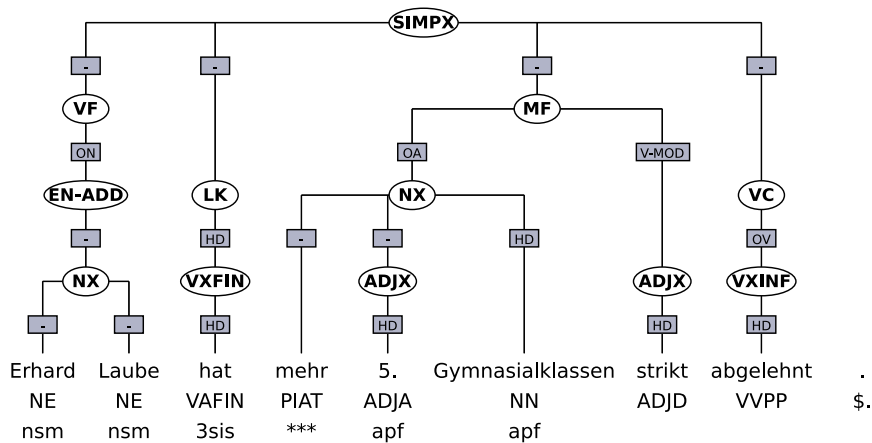 SIMPX
- - - -
VF MF
ON OA V-MOD
EN-ADD LK NX VC
- HD - - HD OV
NX VXFIN ADJX ADJX VXINF
- - HD HD HD HD
Erhard Laube hat mehr 5. Gymnasialklassen strikt abgelehnt .
NE NE VAFIN PIAT ADJA NN ADJD VVPP $.
nsm nsm 3sis *** apf apf